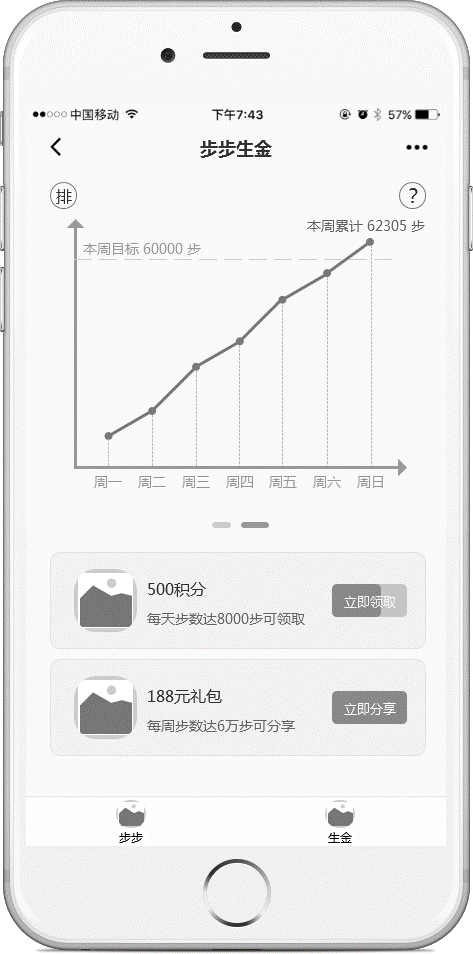 中国移动 下午7:43 57%
步步生金
排 ?
本周累计 62305 步
本周目标 60000 步
周一 周二 周三 周四 周五 周六 周日
500积分
每天步数达8000步可领取
立即领取
188元礼包
每周步数达6万步可分享
立即分享
步步 生金